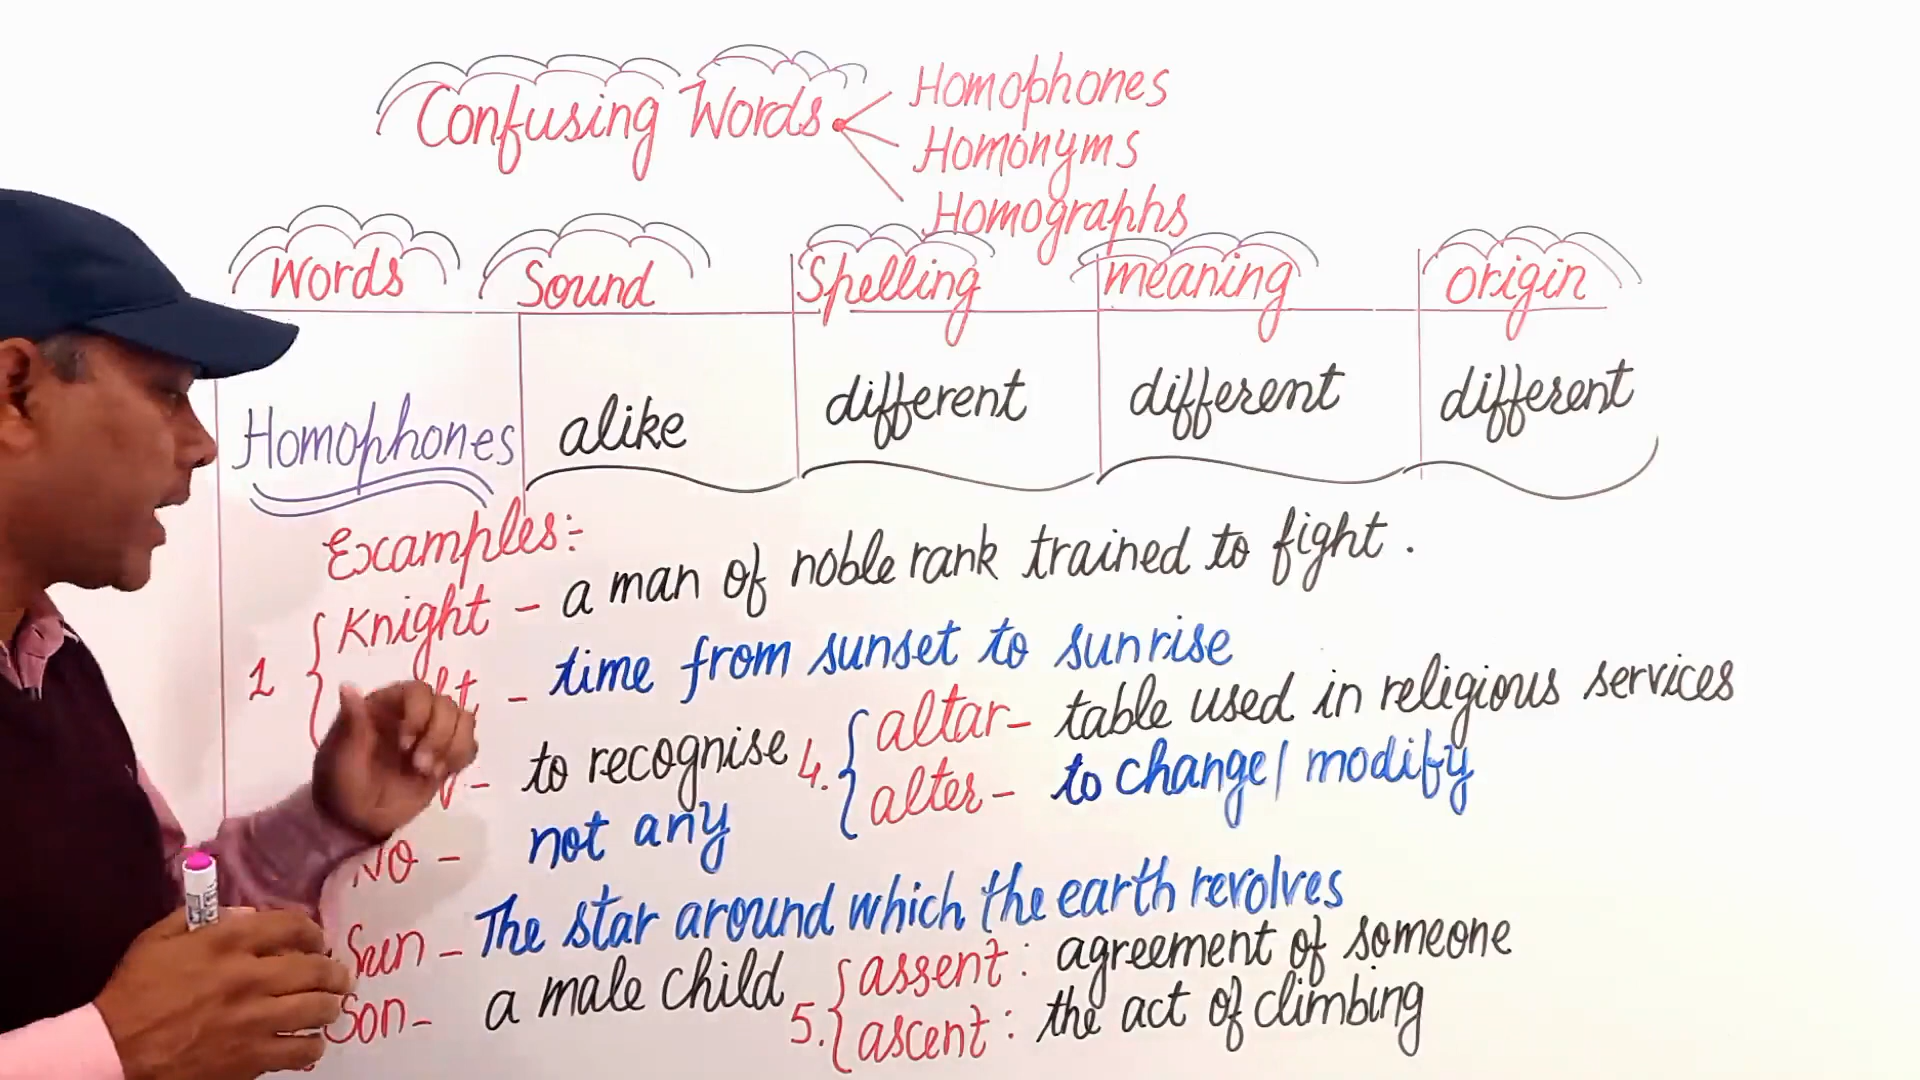 Confusing Words
Homophones
Homonyms
Homographs
Words Sound Spelling meaning origin
Homophones alike different different different
Examples:-
1 Knight - a man of noble rank trained to fight.
- time from sunset to sunrise
- to recognise
No - not any
Sun - The star around which the earth revolves
Son - a male child
4. altar - table used in religious services
alter - to change/modify
5. assent: agreement of someone
ascent: the act of climbing